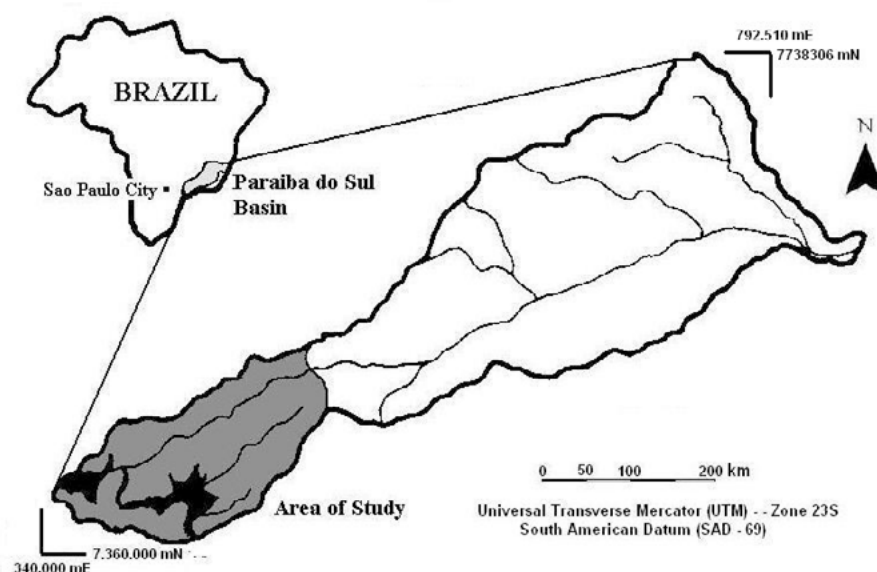 792.510 mE
7738306 mN
BRAZIL
N
Sao Paulo City
Paraiba do Sul
Basin
0 50 100 200 km
Area of Study
Universal Transverse Mercator (UTM) - - Zone 23S
South American Datum (SAD - 69)
7.360.000 mN
340.000 mE